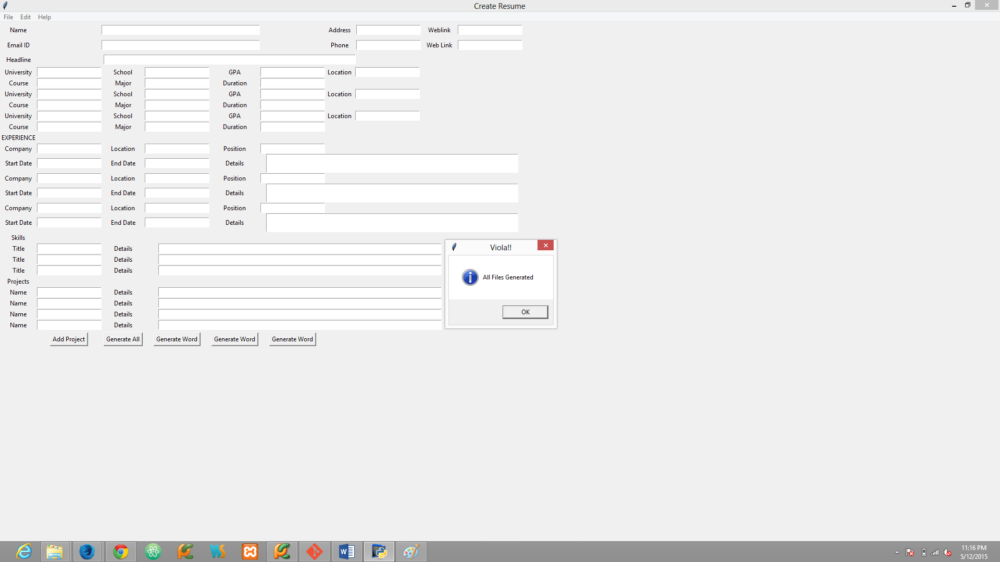 Create Resume
File Edit Help
Name Address Weblink
Email ID Phone Web Link
Headline
University School GPA Location
Course Major Duration
University School GPA Location
Course Major Duration
University School GPA Location
Course Major Duration
EXPERIENCE
Company Location Position
Start Date End Date Details
Company Location Position
Start Date End Date Details
Company Location Position
Start Date End Date Details
Skills
Title Details
Title Details
Title Details
Projects
Name Details
Name Details
Name Details
Name Details
Add Project Generate All Generate Word Generate Word Generate Word
Viola!!
All Files Generated
OK
11:16 PM
5/12/2015